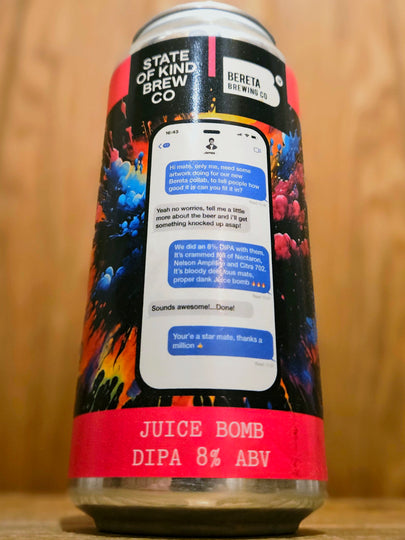 STATE
OF KIND
BREW
CO
BERETA
BREWING CO
16:43
Hi mate, only me, need some
artwork doing for our new
Bereta collab, to tell people how
good it is can you fit it in?
Yeah no worries, tell me a little
more about the beer and i'll get
something knocked up asap!
We did an 8% DIPA with them.
It's crammed full of Nectaron,
Nelson Amplifire and Citra 702.
It's bloody delicious mate,
proper dank Juice bomb 🔥🔥🔥
Sounds awesome!...Done!
Your'e a star mate, thanks a
million 👍
JUICE BOMB
DIPA 8% ABV